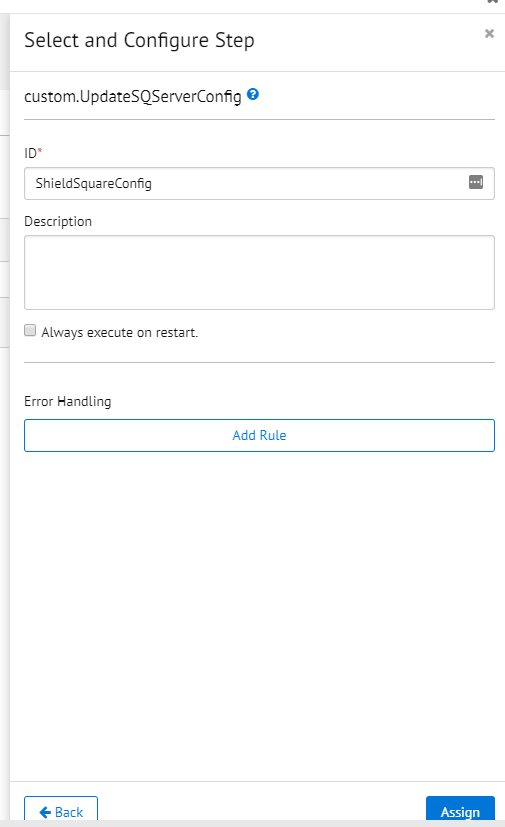 Select and Configure Step
custom.UpdateSQServerConfig
ID*
ShieldSquareConfig
Description
Always execute on restart.
Error Handling
Add Rule
Back
Assign